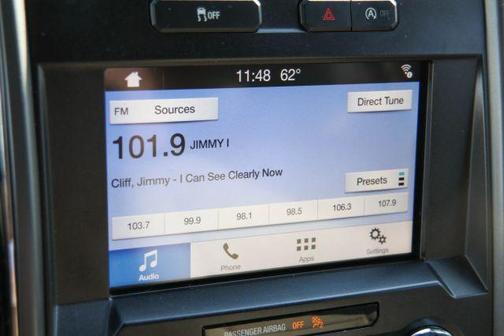 OFF
A OFF
11:48 62°
FM Sources
Direct Tune
101.9 JIMMY I
Cliff, Jimmy - I Can See Clearly Now
Presets
103.7 99.9 98.1 98.5 106.3 107.9
Audio Phone Apps Settings
PASSENGER AIRBAG OFF